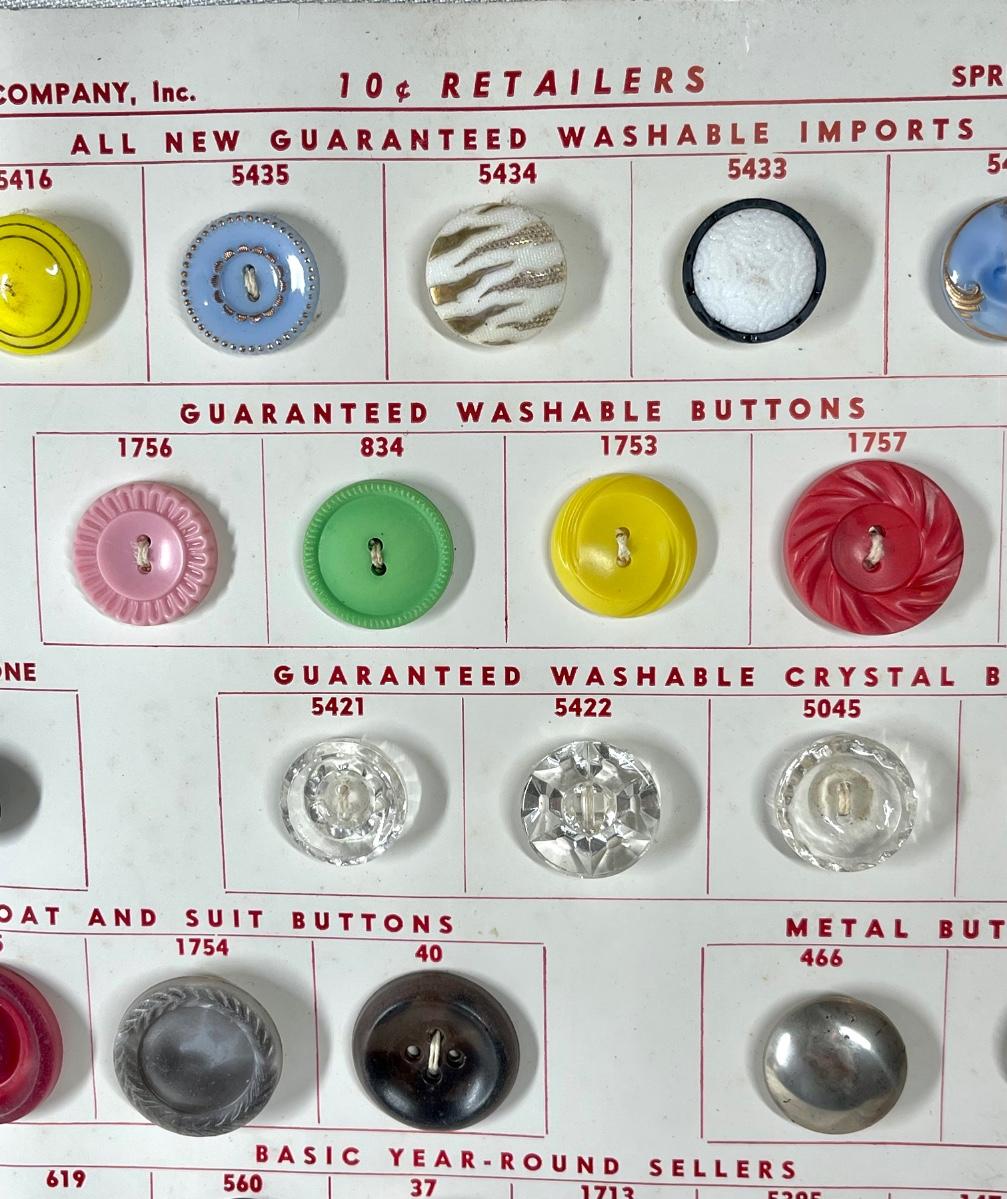 COMPANY, Inc. 10¢ RETAILERS SPR
ALL NEW GUARANTEED WASHABLE IMPORTS
5416 5435 5434 5433 54
GUARANTEED WASHABLE BUTTONS
1756 834 1753 1757
ONE GUARANTEED WASHABLE CRYSTAL B
5421 5422 5045
OAT AND SUIT BUTTONS METAL BUT
1754 40 466
BASIC YEAR-ROUND SELLERS
619 560 37 1713